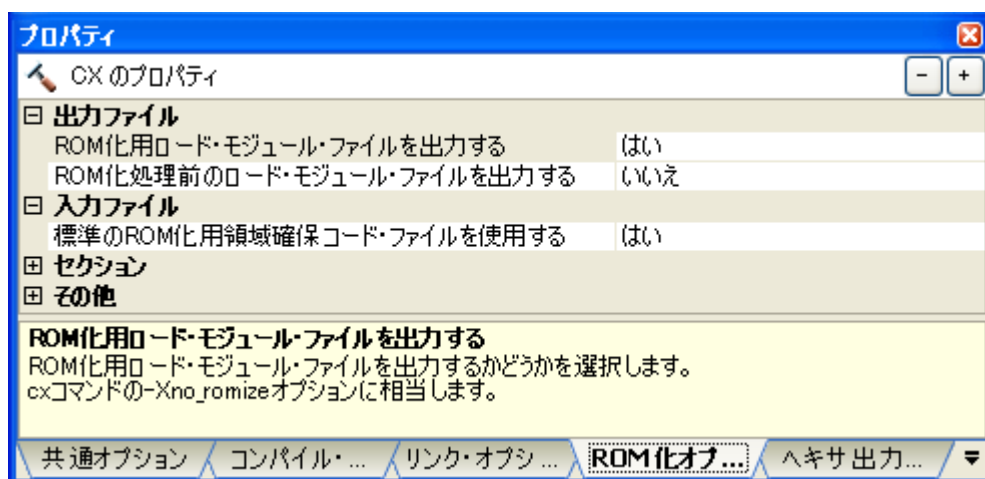 プロパティ
CX のプロパティ
出力ファイル
ROM化用ロード・モジュール・ファイルを出力する はい
ROM化処理前のロード・モジュール・ファイルを出力する いいえ
入力ファイル
標準のROM化用領域確保コード・ファイルを使用する はい
セクション
その他
ROM化用ロード・モジュール・ファイルを出力する
ROM化用ロード・モジュール・ファイルを出力するかどうかを選択します。
cxコマンドの-Xno_romizeオプションに相当します。
共通オプション コンパイル・... リンク・オプシ ... ROM化オプ... ヘキサ出力...